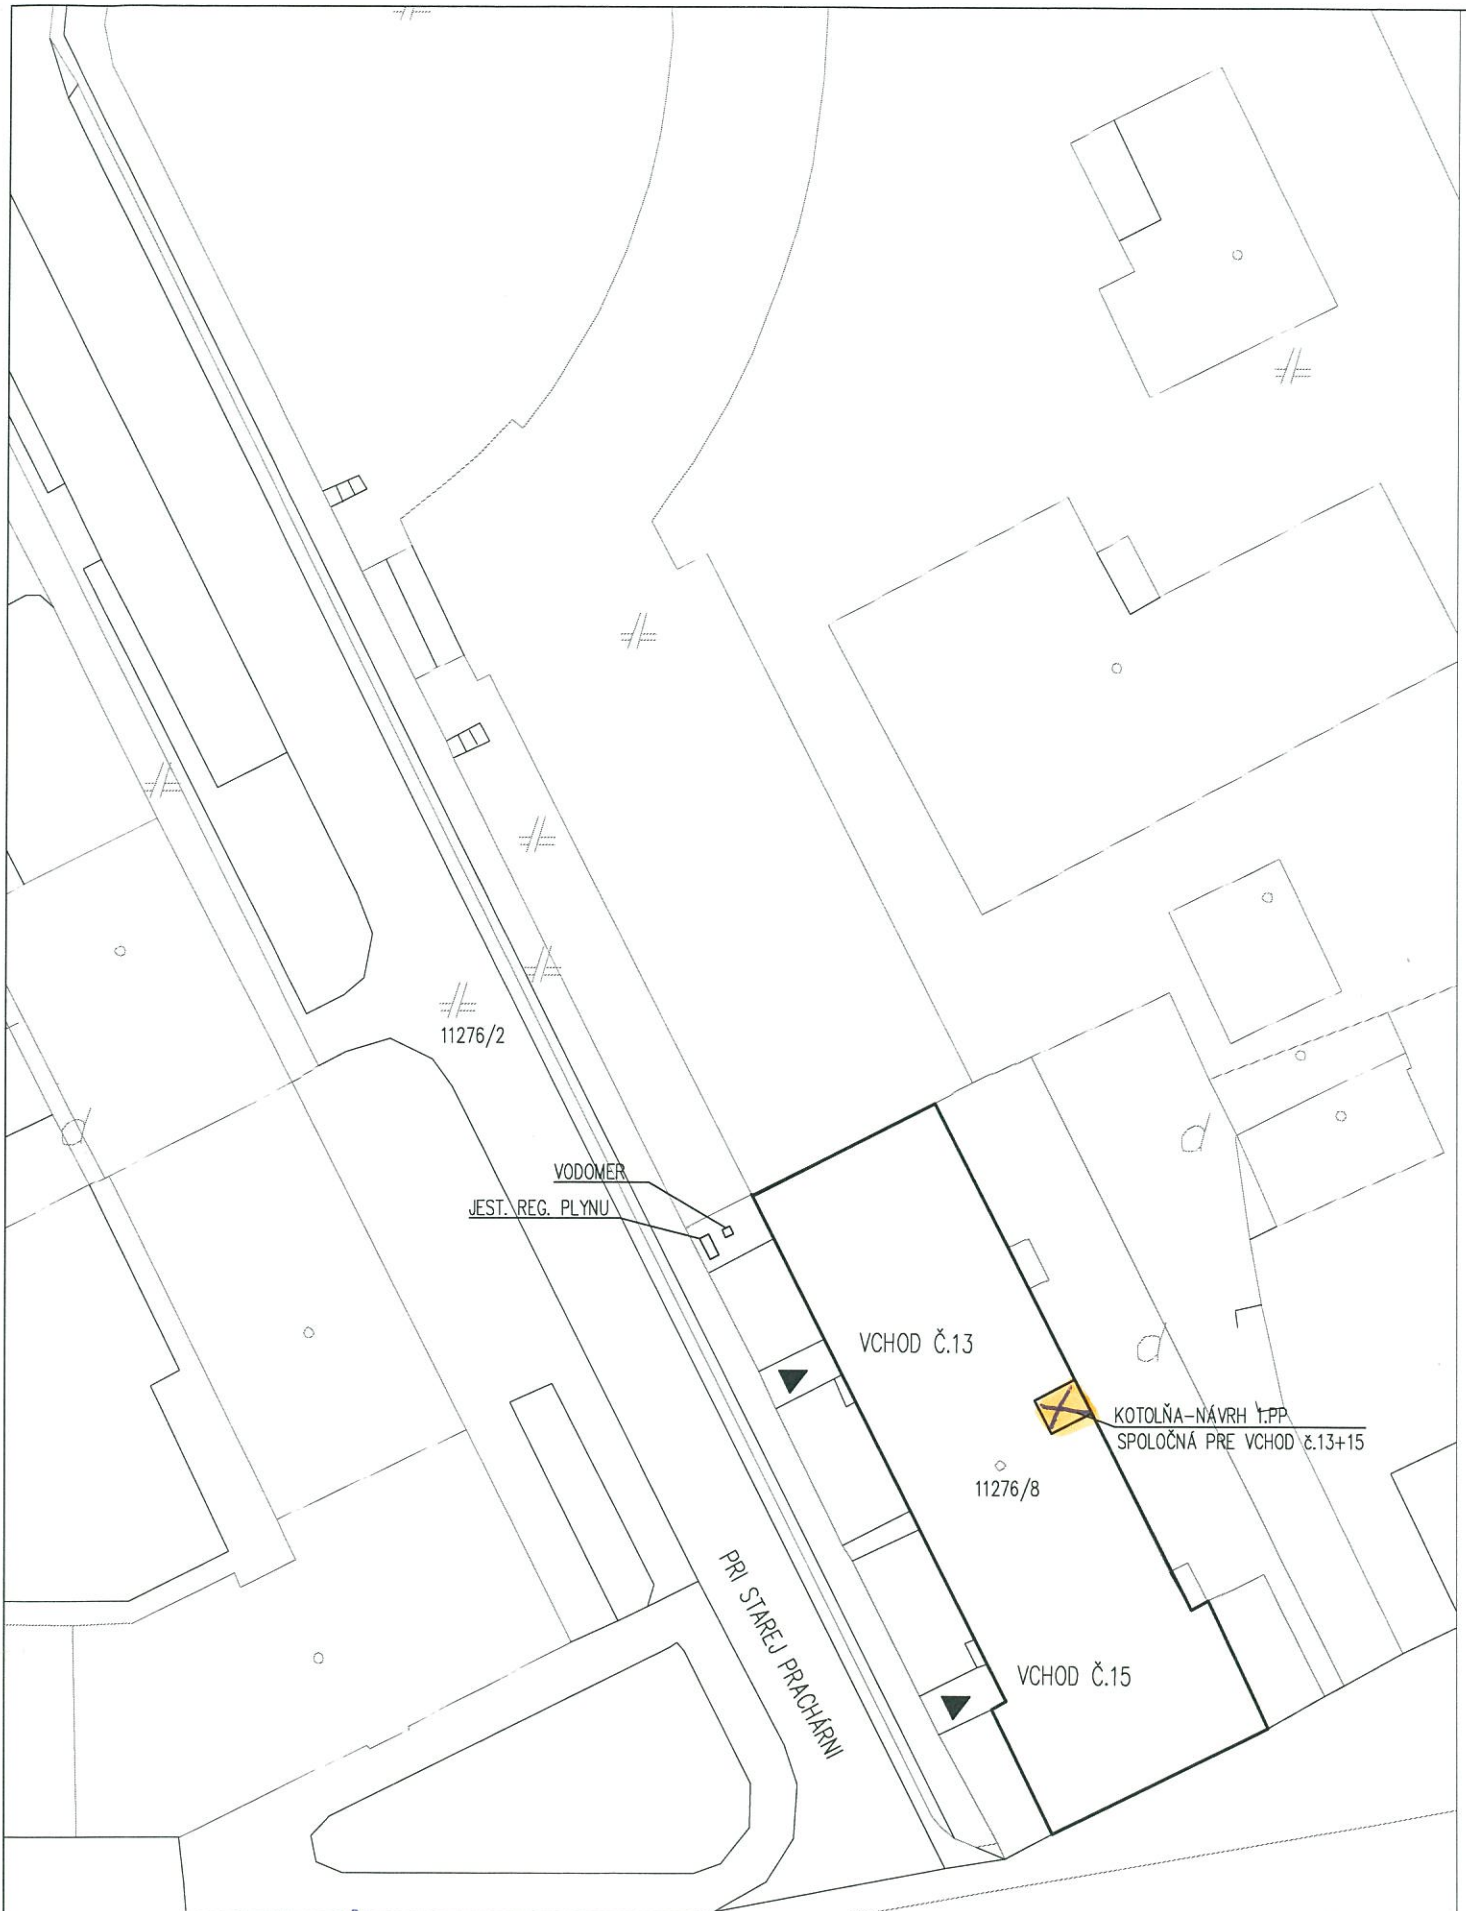 11276/2
VODOMER
JEST. REG. PLYNU
VCHOD Č.13
KOTOLŇA-NÁVRH 1.PP
SPOLOČNÁ PRE VCHOD č.13+15
11276/8
PRI STAREJ PRACHÁRNI
VCHOD Č.15